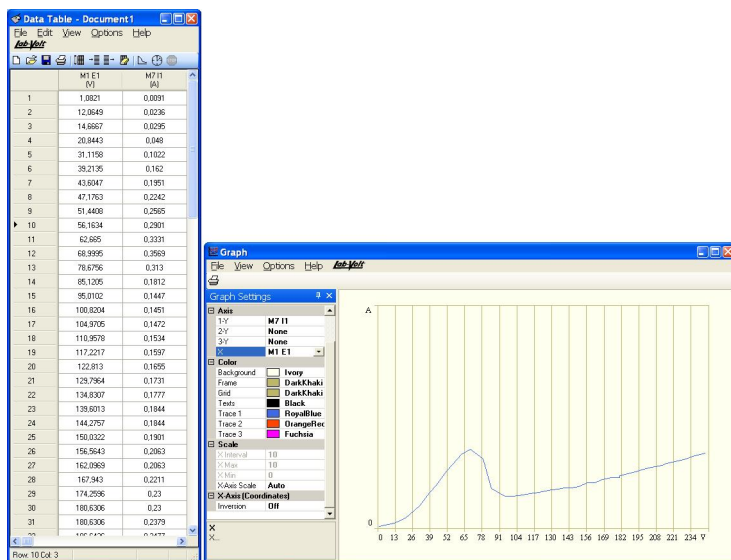 Data Table - Document1
File Edit View Options Help
Lab-Volt
M1 E1 M7 I1
(V) (A)
1 1,0821 0,0091
2 12,0649 0,0236
3 14,6667 0,0295
4 20,8443 0,048
5 31,1158 0,1022
6 39,2135 0,162
7 43,6047 0,1951
8 47,1763 0,2242
9 51,4408 0,2565
10 56,1634 0,2901
11 62,665 0,3331
12 68,9995 0,3569
13 78,6756 0,313
14 85,1205 0,1812
15 95,0102 0,1447
16 100,8204 0,1451
17 104,9705 0,1472
18 110,9578 0,1534
19 117,2217 0,1597
20 122,813 0,1655
21 129,7964 0,1731
22 134,8307 0,1777
23 139,6013 0,1844
24 144,2757 0,1844
25 150,0322 0,1901
26 156,5643 0,2063
27 162,0969 0,2063
28 167,943 0,2211
29 174,2596 0,23
30 180,6306 0,23
31 180,6306 0,2379
Row: 10 Col: 3
Graph
File View Options Help Lab-Volt
Graph Settings
Axis
1-Y M7 I1
2-Y None
3-Y None
X M1 E1
Color
Background Ivory
Frame DarkKhaki
Grid DarkKhaki
Texts Black
Trace 1 RoyalBlue
Trace 2 OrangeRed
Trace 3 Fuchsia
Scale
X Interval 10
X Max 10
X Min 0
X-Axis Scale Auto
X-Axis (Coordinates)
Inversion Off
X
X...
A
0
0 13 26 39 52 65 78 91 104 117 130 143 156 169 182 195 208 221 234 V